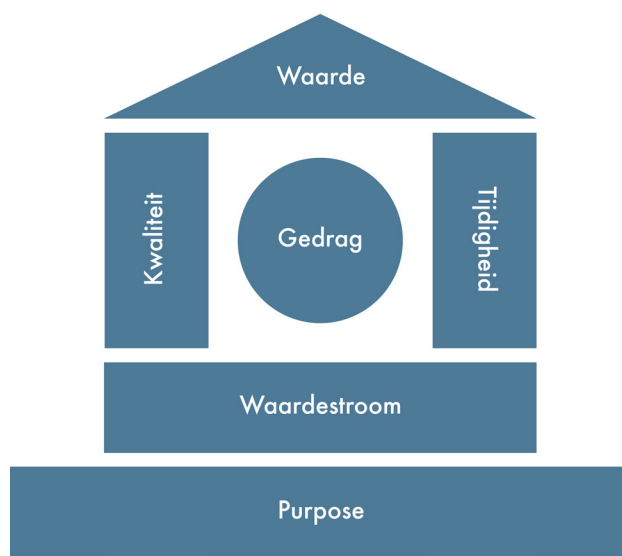 Waarde
Kwaliteit
Gedrag
Tijdigheid
Waardestroom
Purpose